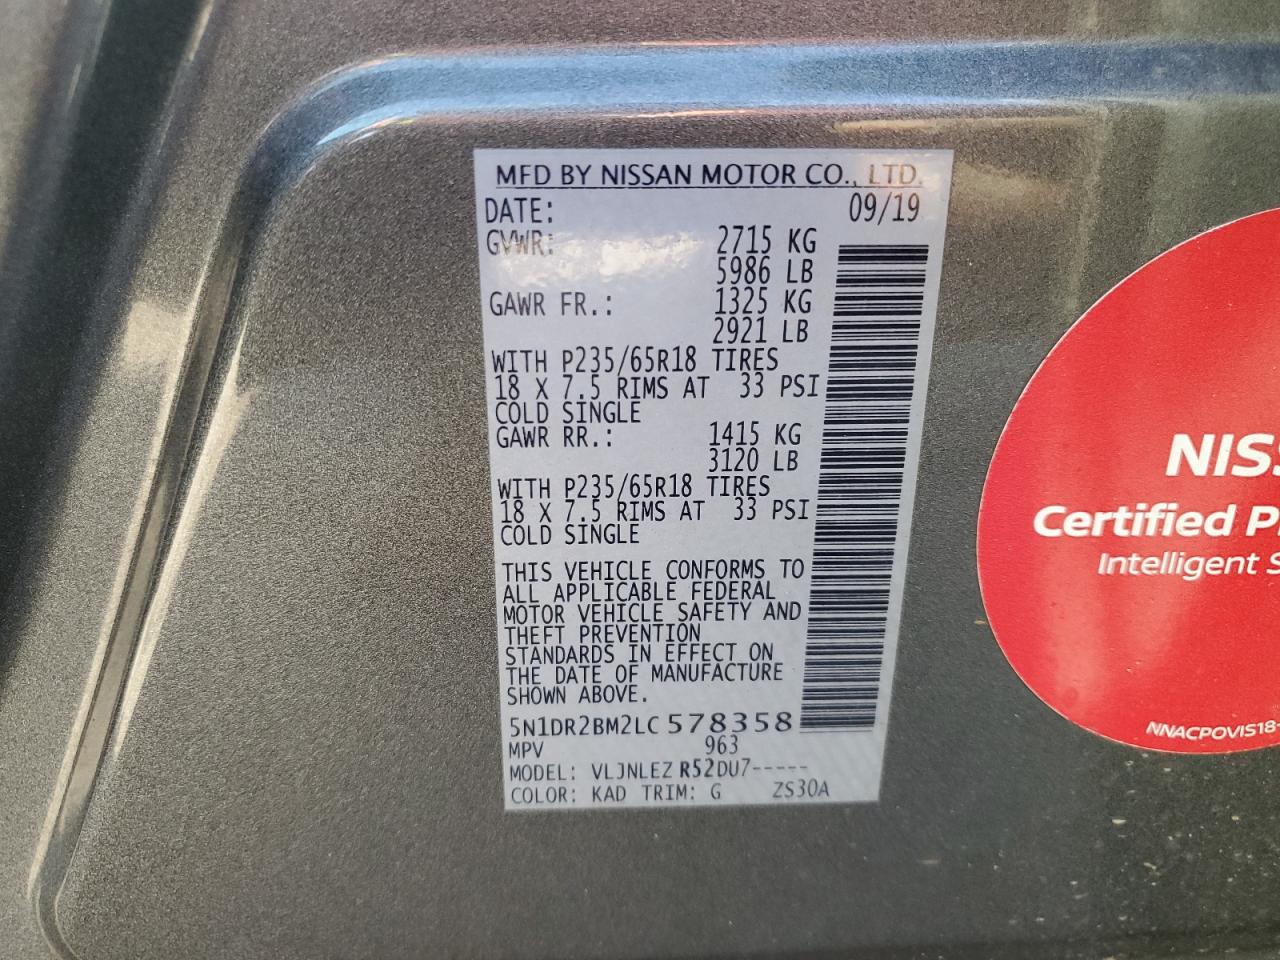 MFD BY NISSAN MOTOR CO., LTD.
DATE: 09/19
GVWR: 2715 KG
5986 LB
GAWR FR.: 1325 KG
2921 LB
WITH P235/65R18 TIRES
18 X 7.5 RIMS AT 33 PSI
COLD SINGLE
GAWR RR.: 1415 KG
3120 LB
WITH P235/65R18 TIRES
18 X 7.5 RIMS AT 33 PSI
COLD SINGLE
THIS VEHICLE CONFORMS TO
ALL APPLICABLE FEDERAL
MOTOR VEHICLE SAFETY AND
THEFT PREVENTION
STANDARDS IN EFFECT ON
THE DATE OF MANUFACTURE
SHOWN ABOVE.
5N1DR2BM2LC578358
MPV 963
MODEL: VLJNLEZ R52DU7-----
COLOR: KAD TRIM: G ZS30A
NISS
Certified P
Intelligent S
NNACPOVIS18-